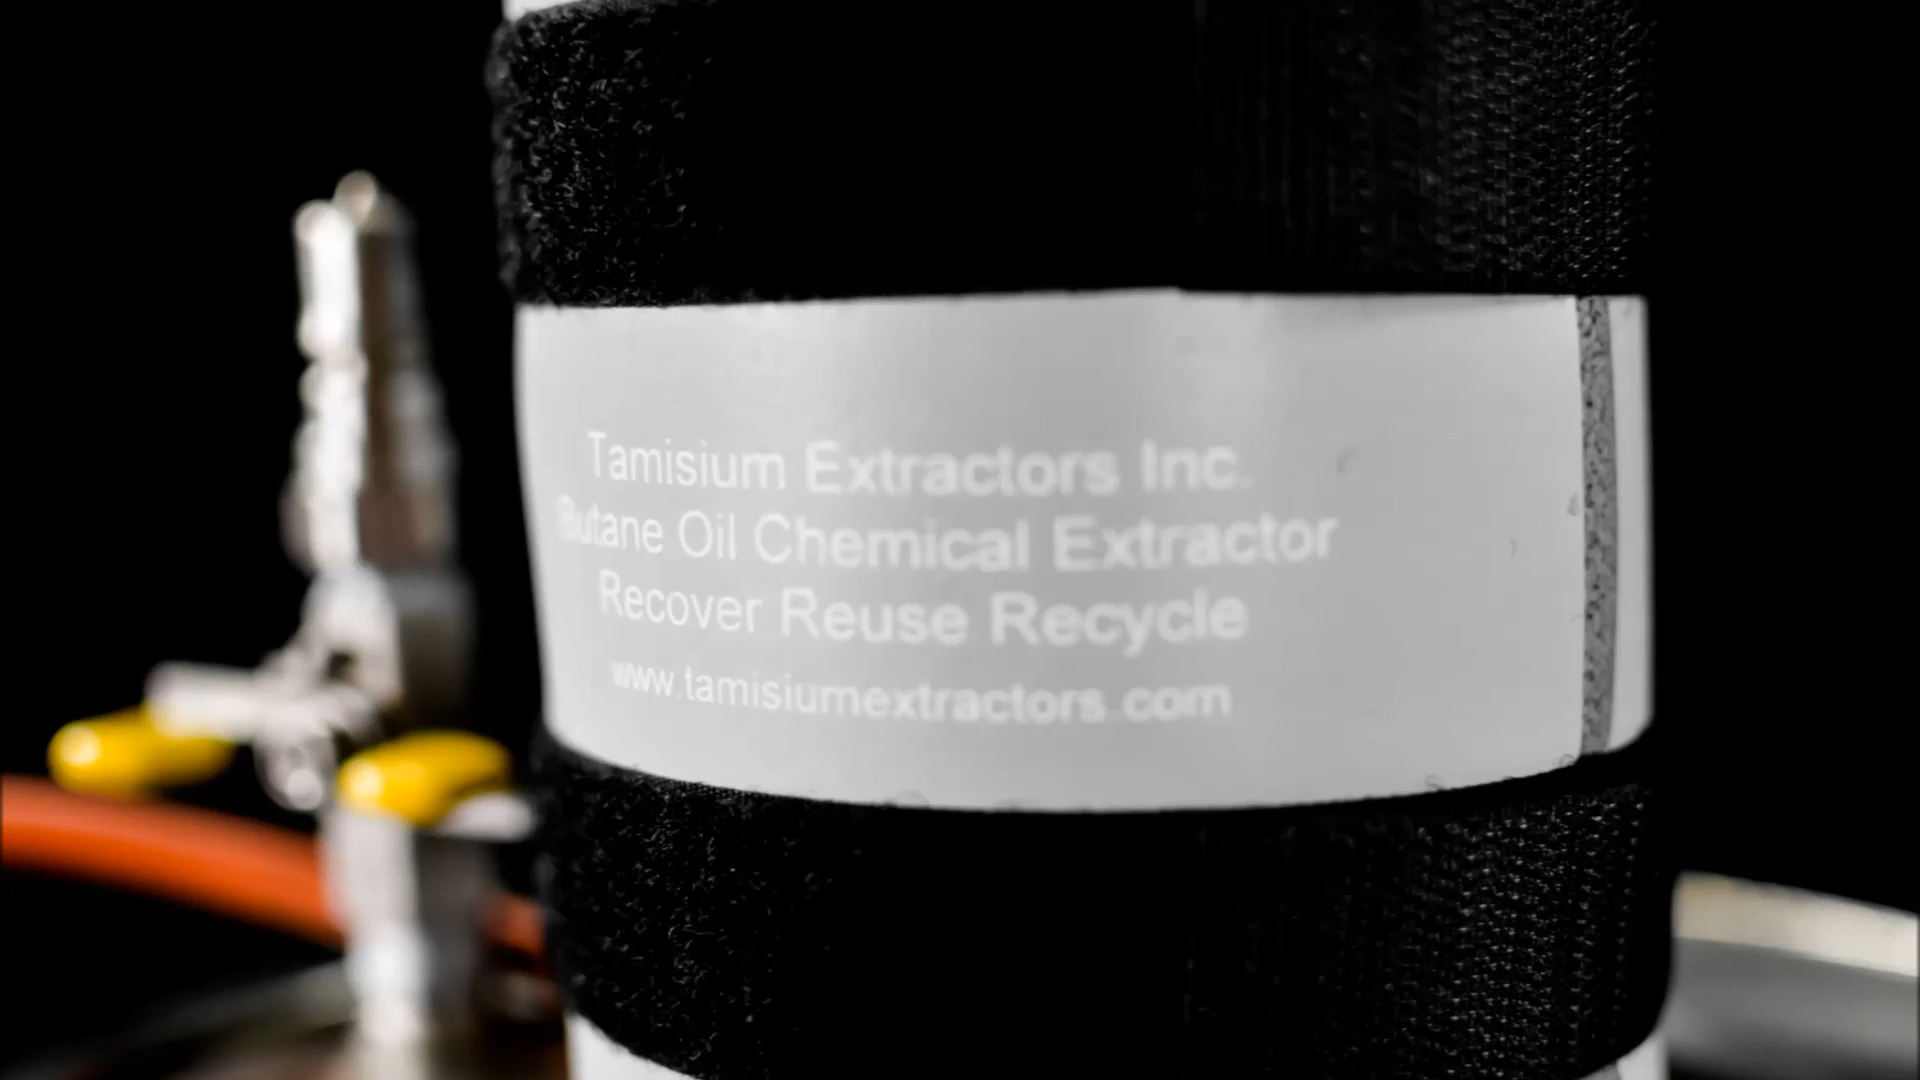 Tamisium Extractors Inc.
Butane Oil Chemical Extractor
Recover Reuse Recycle
www.tamisiumextractors.com